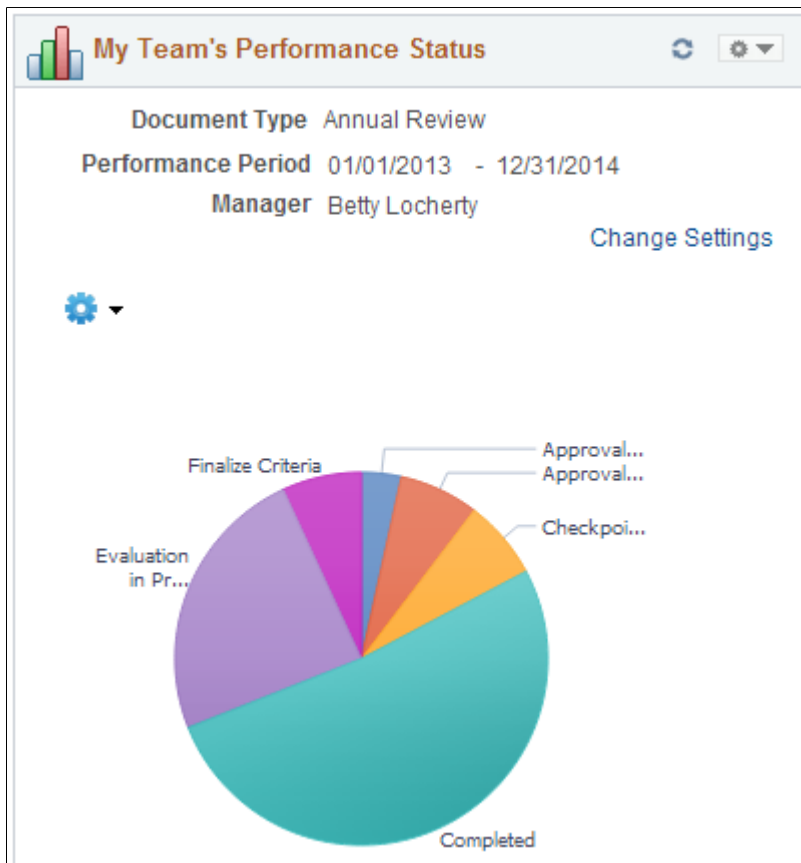 My Team's Performance Status
Document Type Annual Review
Performance Period 01/01/2013 - 12/31/2014
Manager Betty Locherty
Change Settings
Approval...
Finalize Criteria
Approval...
Checkpoi...
Evaluation
in Pr...
Completed